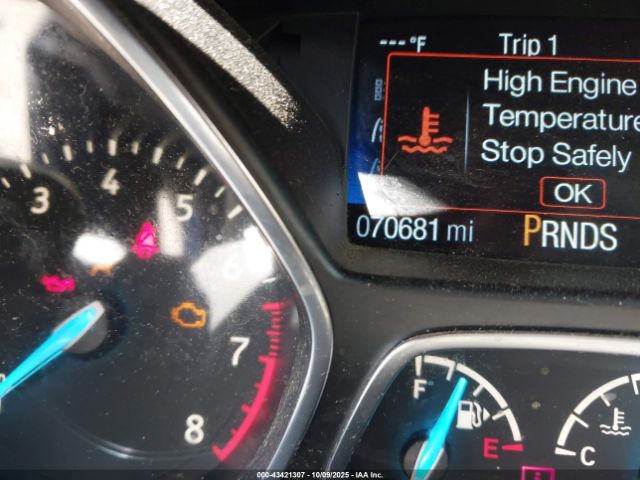 --- °F Trip 1
High Engine
Temperature
Stop Safely
OK
070681 mi PRNDS
3 4 5 6 7 8
F E
C
000-43421307 - 10/09/2025 - IAA Inc.